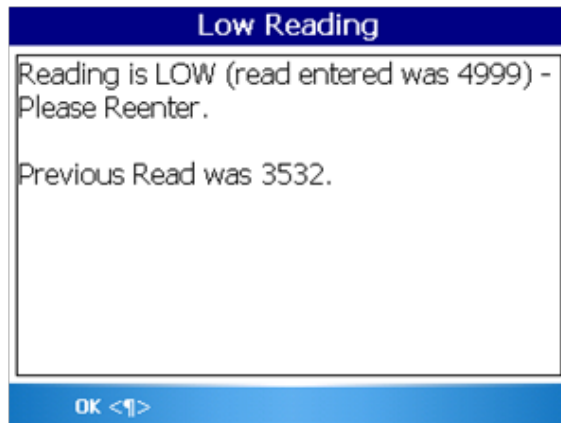 Low Reading
Reading is LOW (read entered was 4999) -
Please Reenter.
Previous Read was 3532.
OK <¶>